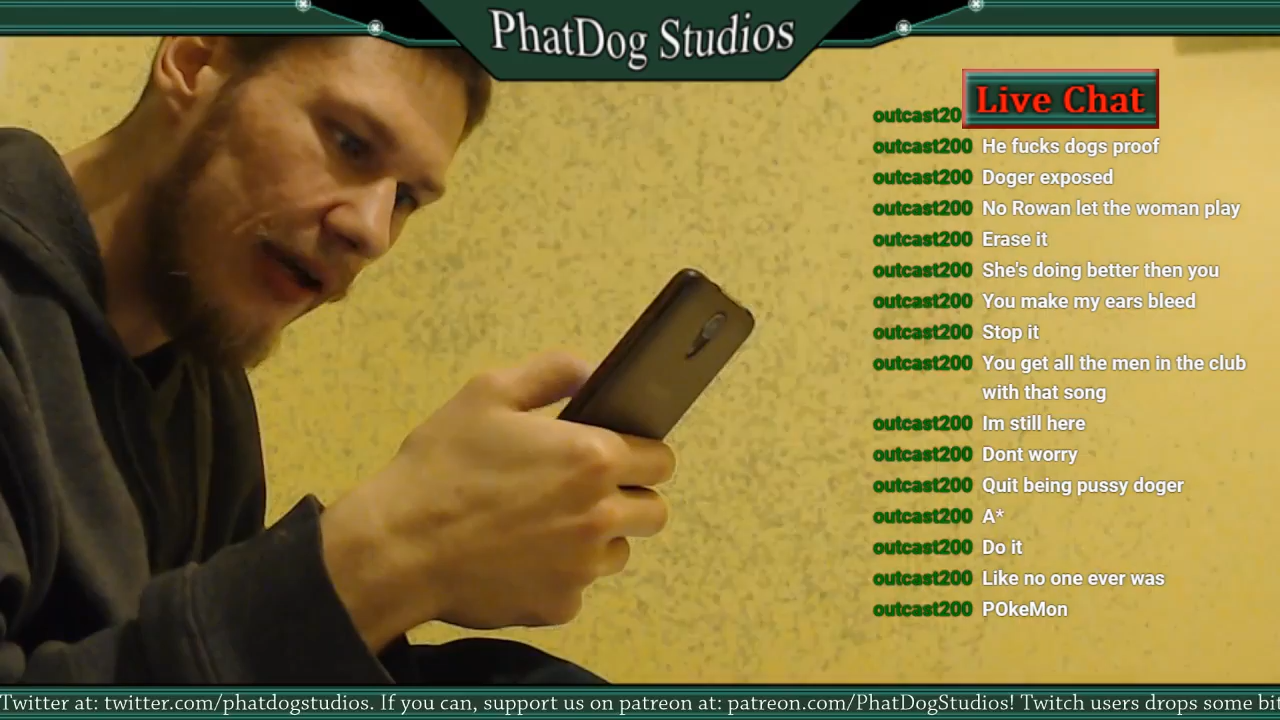 PhatDog Studios
Live Chat
outcast20
outcast200 He fucks dogs proof
outcast200 Doger exposed
outcast200 No Rowan let the woman play
outcast200 Erase it
outcast200 She's doing better then you
outcast200 You make my ears bleed
outcast200 Stop it
outcast200 You get all the men in the club
with that song
outcast200 Im still here
outcast200 Dont worry
outcast200 Quit being pussy doger
outcast200 A*
outcast200 Do it
outcast200 Like no one ever was
outcast200 POkeMon
Twitter at: twitter.com/phatdogstudios. If you can, support us on patreon at: patreon.com/PhatDogStudios! Twitch users drops some bi